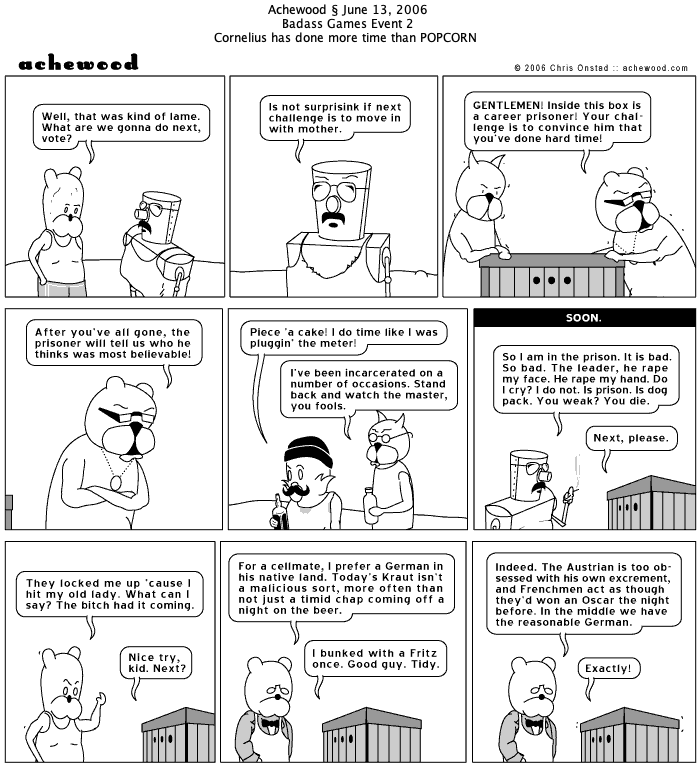 Achewood § June 13, 2006
Badass Games Event 2
Cornelius has done more time than POPCORN
achewood
© 2006 Chris Onstad :: achewood.com
Well, that was kind of lame.
What are we gonna do next,
vote?
Is not surprisink if next
challenge is to move in
with mother.
GENTLEMEN! Inside this box is
a career prisoner! Your chal-
lenge is to convince him that
you've done hard time!
After you've all gone, the
prisoner will tell us who he
thinks was most believable!
Piece 'a cake! I do time like I was
pluggin' the meter!
I've been incarcerated on a
number of occasions. Stand
back and watch the master,
you fools.
SOON.
So I am in the prison. It is bad.
So bad. The leader, he rape
my face. He rape my hand. Do
I cry? I do not. Is prison. Is dog
pack. You weak? You die.
Next, please.
They locked me up 'cause I
hit my old lady. What can I
say? The bitch had it coming.
Nice try,
kid. Next?
For a cellmate, I prefer a German in
his native land. Today's Kraut isn't
a malicious sort, more often than
not just a timid chap coming off a
night on the beer.
I bunked with a Fritz
once. Good guy. Tidy.
Indeed. The Austrian is too ob-
sessed with his own excrement,
and Frenchmen act as though
they'd won an Oscar the night
before. In the middle we have
the reasonable German.
Exactly!